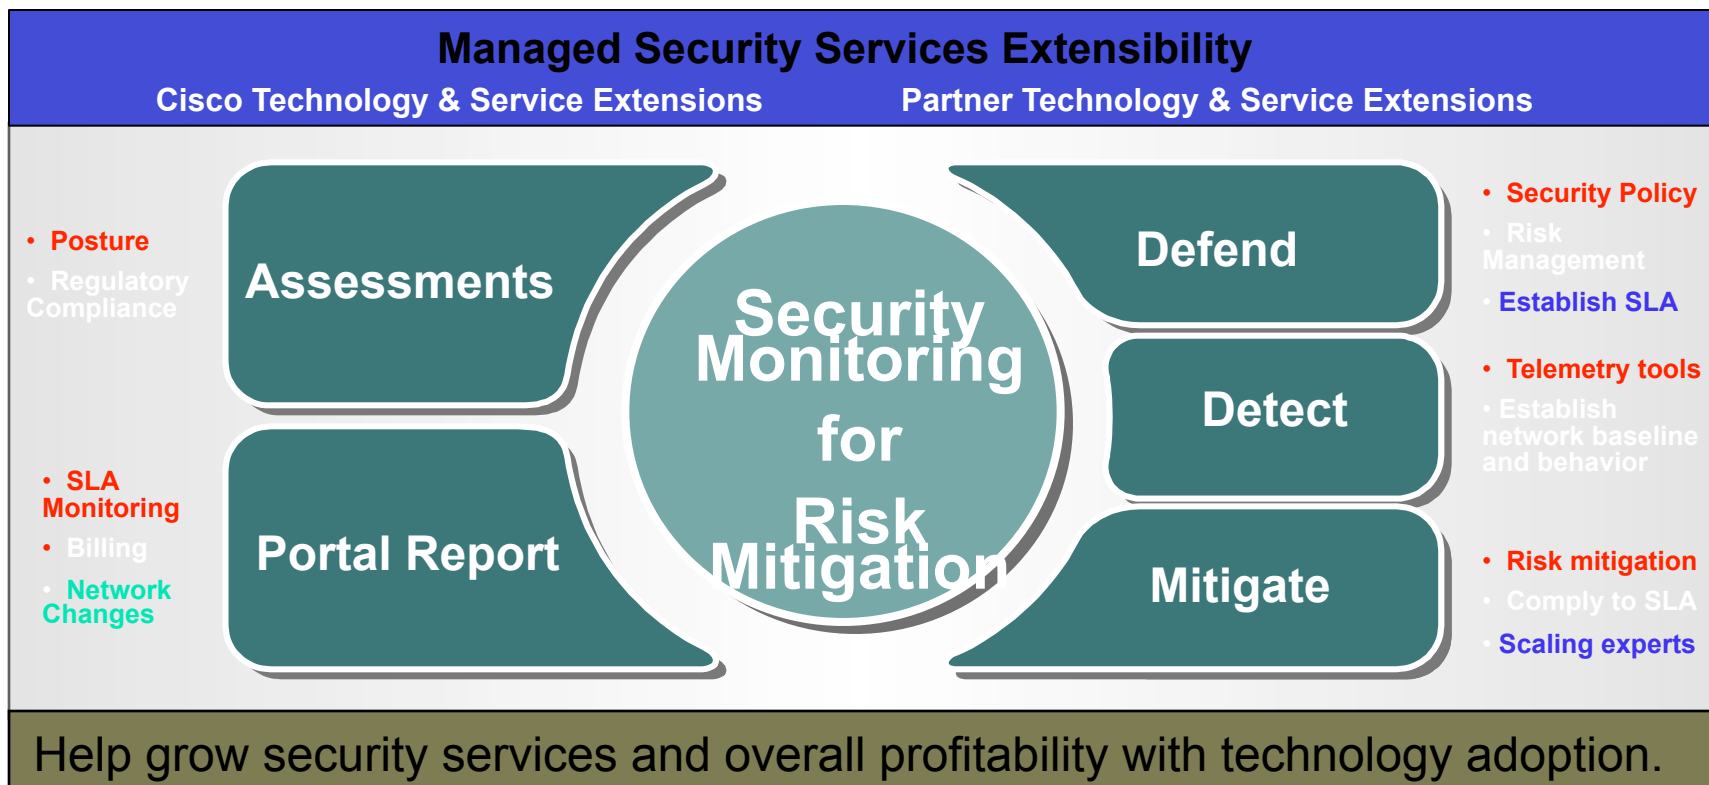 Managed Security Services Extensibility
Cisco Technology & Service Extensions
Partner Technology & Service Extensions
• Posture
• Regulatory
Compliance
Assessments
• SLA
Monitoring
• Billing
• Network
Changes
Portal Report
Security
Monitoring
for
Risk
Mitigation
Defend
• Security Policy
• Risk
Management
• Establish SLA
Detect
• Telemetry tools
• Establish
network baseline
and behavior
Mitigate
• Risk mitigation
• Comply to SLA
• Scaling experts
Help grow security services and overall profitability with technology adoption.